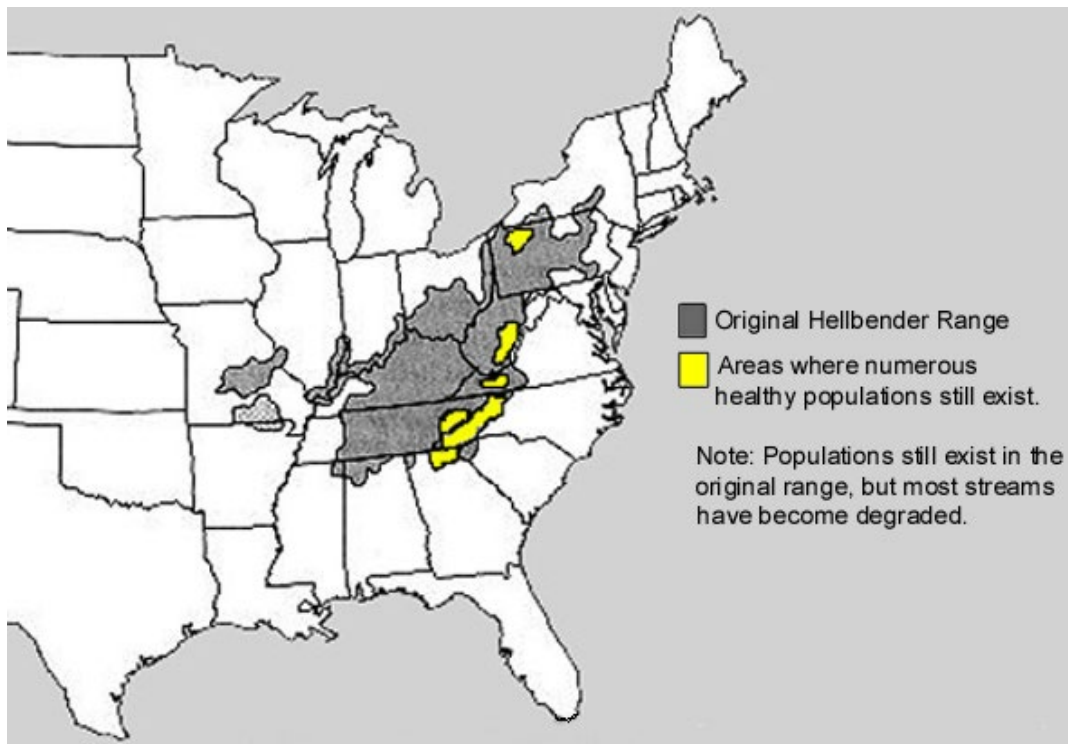 Original Hellbender Range
Areas where numerous
healthy populations still exist.
Note: Populations still exist in the
original range, but most streams
have become degraded.